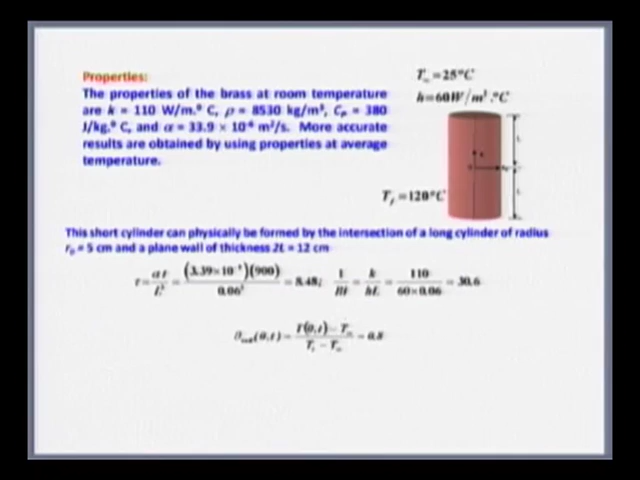 Properties:
T∞ = 25°C
The properties of the brass at room temperature
h=60W/m².°C
are k = 110 W/m.° C, ρ = 8530 kg/m³, Cₚ = 380
J/kg.° C, and α = 33.9 × 10⁻⁶ m²/s. More accurate
results are obtained by using properties at average
temperature.
Tᵢ =120°C
L
L
This short cylinder can physically be formed by the intersection of a long cylinder of radius
r₀ = 5 cm and a plane wall of thickness 2L = 12 cm
τ = αt/L² = (3.39×10⁻⁵)(900)/0.06² = 8.48; 1/Bi = k/hL = 110/60×0.06 = 30.6
θwall(0,t) = T(0,t) − T∞/Tᵢ − T∞ = 0.8